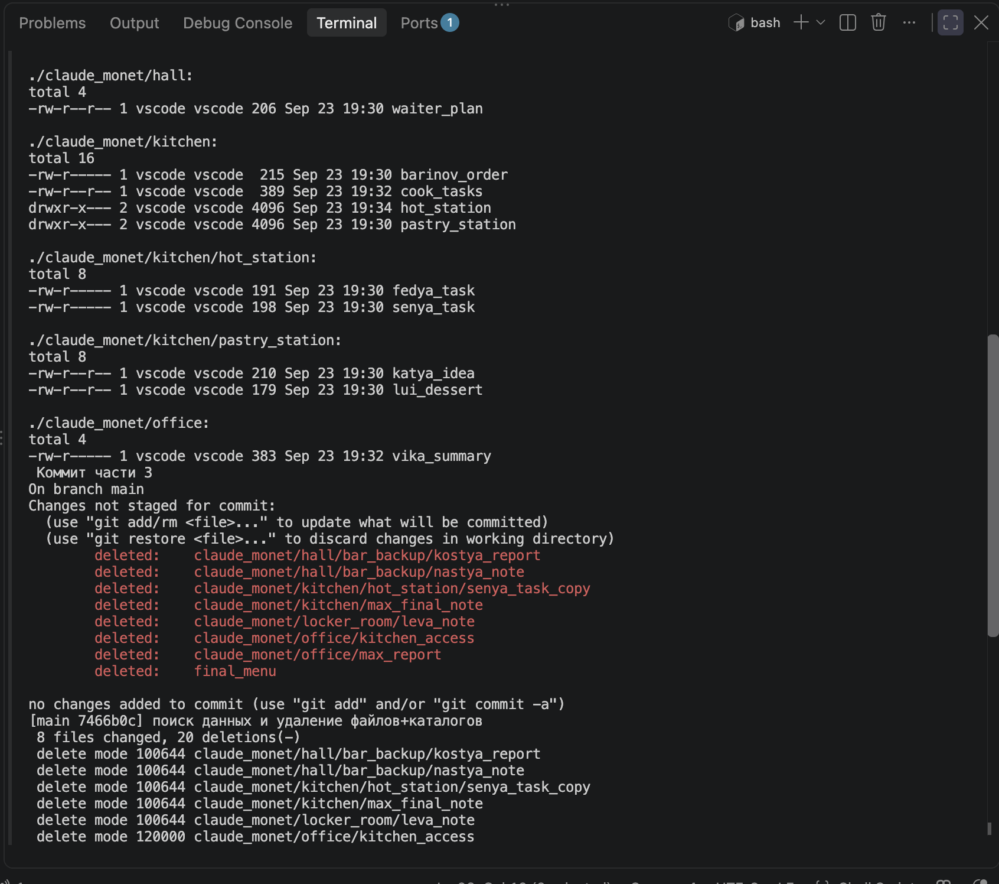 Problems Output Debug Console Terminal Ports 1 bash
./claude_monet/hall:
total 4
-rw-r--r-- 1 vscode vscode 206 Sep 23 19:30 waiter_plan
./claude_monet/kitchen:
total 16
-rw-r----- 1 vscode vscode  215 Sep 23 19:30 barinov_order
-rw-r--r-- 1 vscode vscode  389 Sep 23 19:32 cook_tasks
drwxr-x--- 2 vscode vscode 4096 Sep 23 19:34 hot_station
drwxr-x--- 2 vscode vscode 4096 Sep 23 19:30 pastry_station
./claude_monet/kitchen/hot_station:
total 8
-rw-r----- 1 vscode vscode 191 Sep 23 19:30 fedya_task
-rw-r----- 1 vscode vscode 198 Sep 23 19:30 senya_task
./claude_monet/kitchen/pastry_station:
total 8
-rw-r--r-- 1 vscode vscode 210 Sep 23 19:30 katya_idea
-rw-r--r-- 1 vscode vscode 179 Sep 23 19:30 lui_dessert
./claude_monet/office:
total 4
-rw-r----- 1 vscode vscode 383 Sep 23 19:32 vika_summary
Коммит части 3
On branch main
Changes not staged for commit:
(use "git add/rm <file>..." to update what will be committed)
(use "git restore <file>..." to discard changes in working directory)
deleted:    claude_monet/hall/bar_backup/kostya_report
deleted:    claude_monet/hall/bar_backup/nastya_note
deleted:    claude_monet/kitchen/hot_station/senya_task_copy
deleted:    claude_monet/kitchen/max_final_note
deleted:    claude_monet/locker_room/leva_note
deleted:    claude_monet/office/kitchen_access
deleted:    claude_monet/office/max_report
deleted:    final_menu
no changes added to commit (use "git add" and/or "git commit -a")
[main 7466b0c] поиск данных и удаление файлов+каталогов
8 files changed, 20 deletions(-)
delete mode 100644 claude_monet/hall/bar_backup/kostya_report
delete mode 100644 claude_monet/hall/bar_backup/nastya_note
delete mode 100644 claude_monet/kitchen/hot_station/senya_task_copy
delete mode 100644 claude_monet/kitchen/max_final_note
delete mode 100644 claude_monet/locker_room/leva_note
delete mode 120000 claude_monet/office/kitchen_access